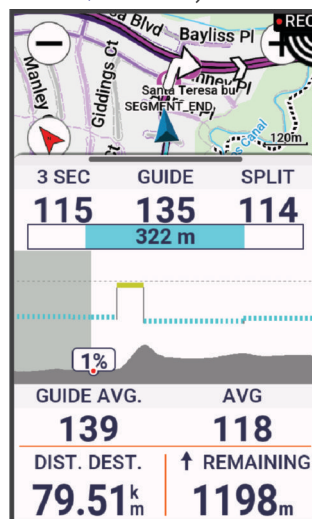 Blvd
Bayliss Pl
REC
Manley
Giddings Ct
Santa Teresa bu
SEGMENT_END
Canal
120m
3 SEC GUIDE SPLIT
115 135 114
322 m
1%
GUIDE AVG. AVG
139 118
DIST. DEST. ↑ REMAINING
79.51 km 1198m